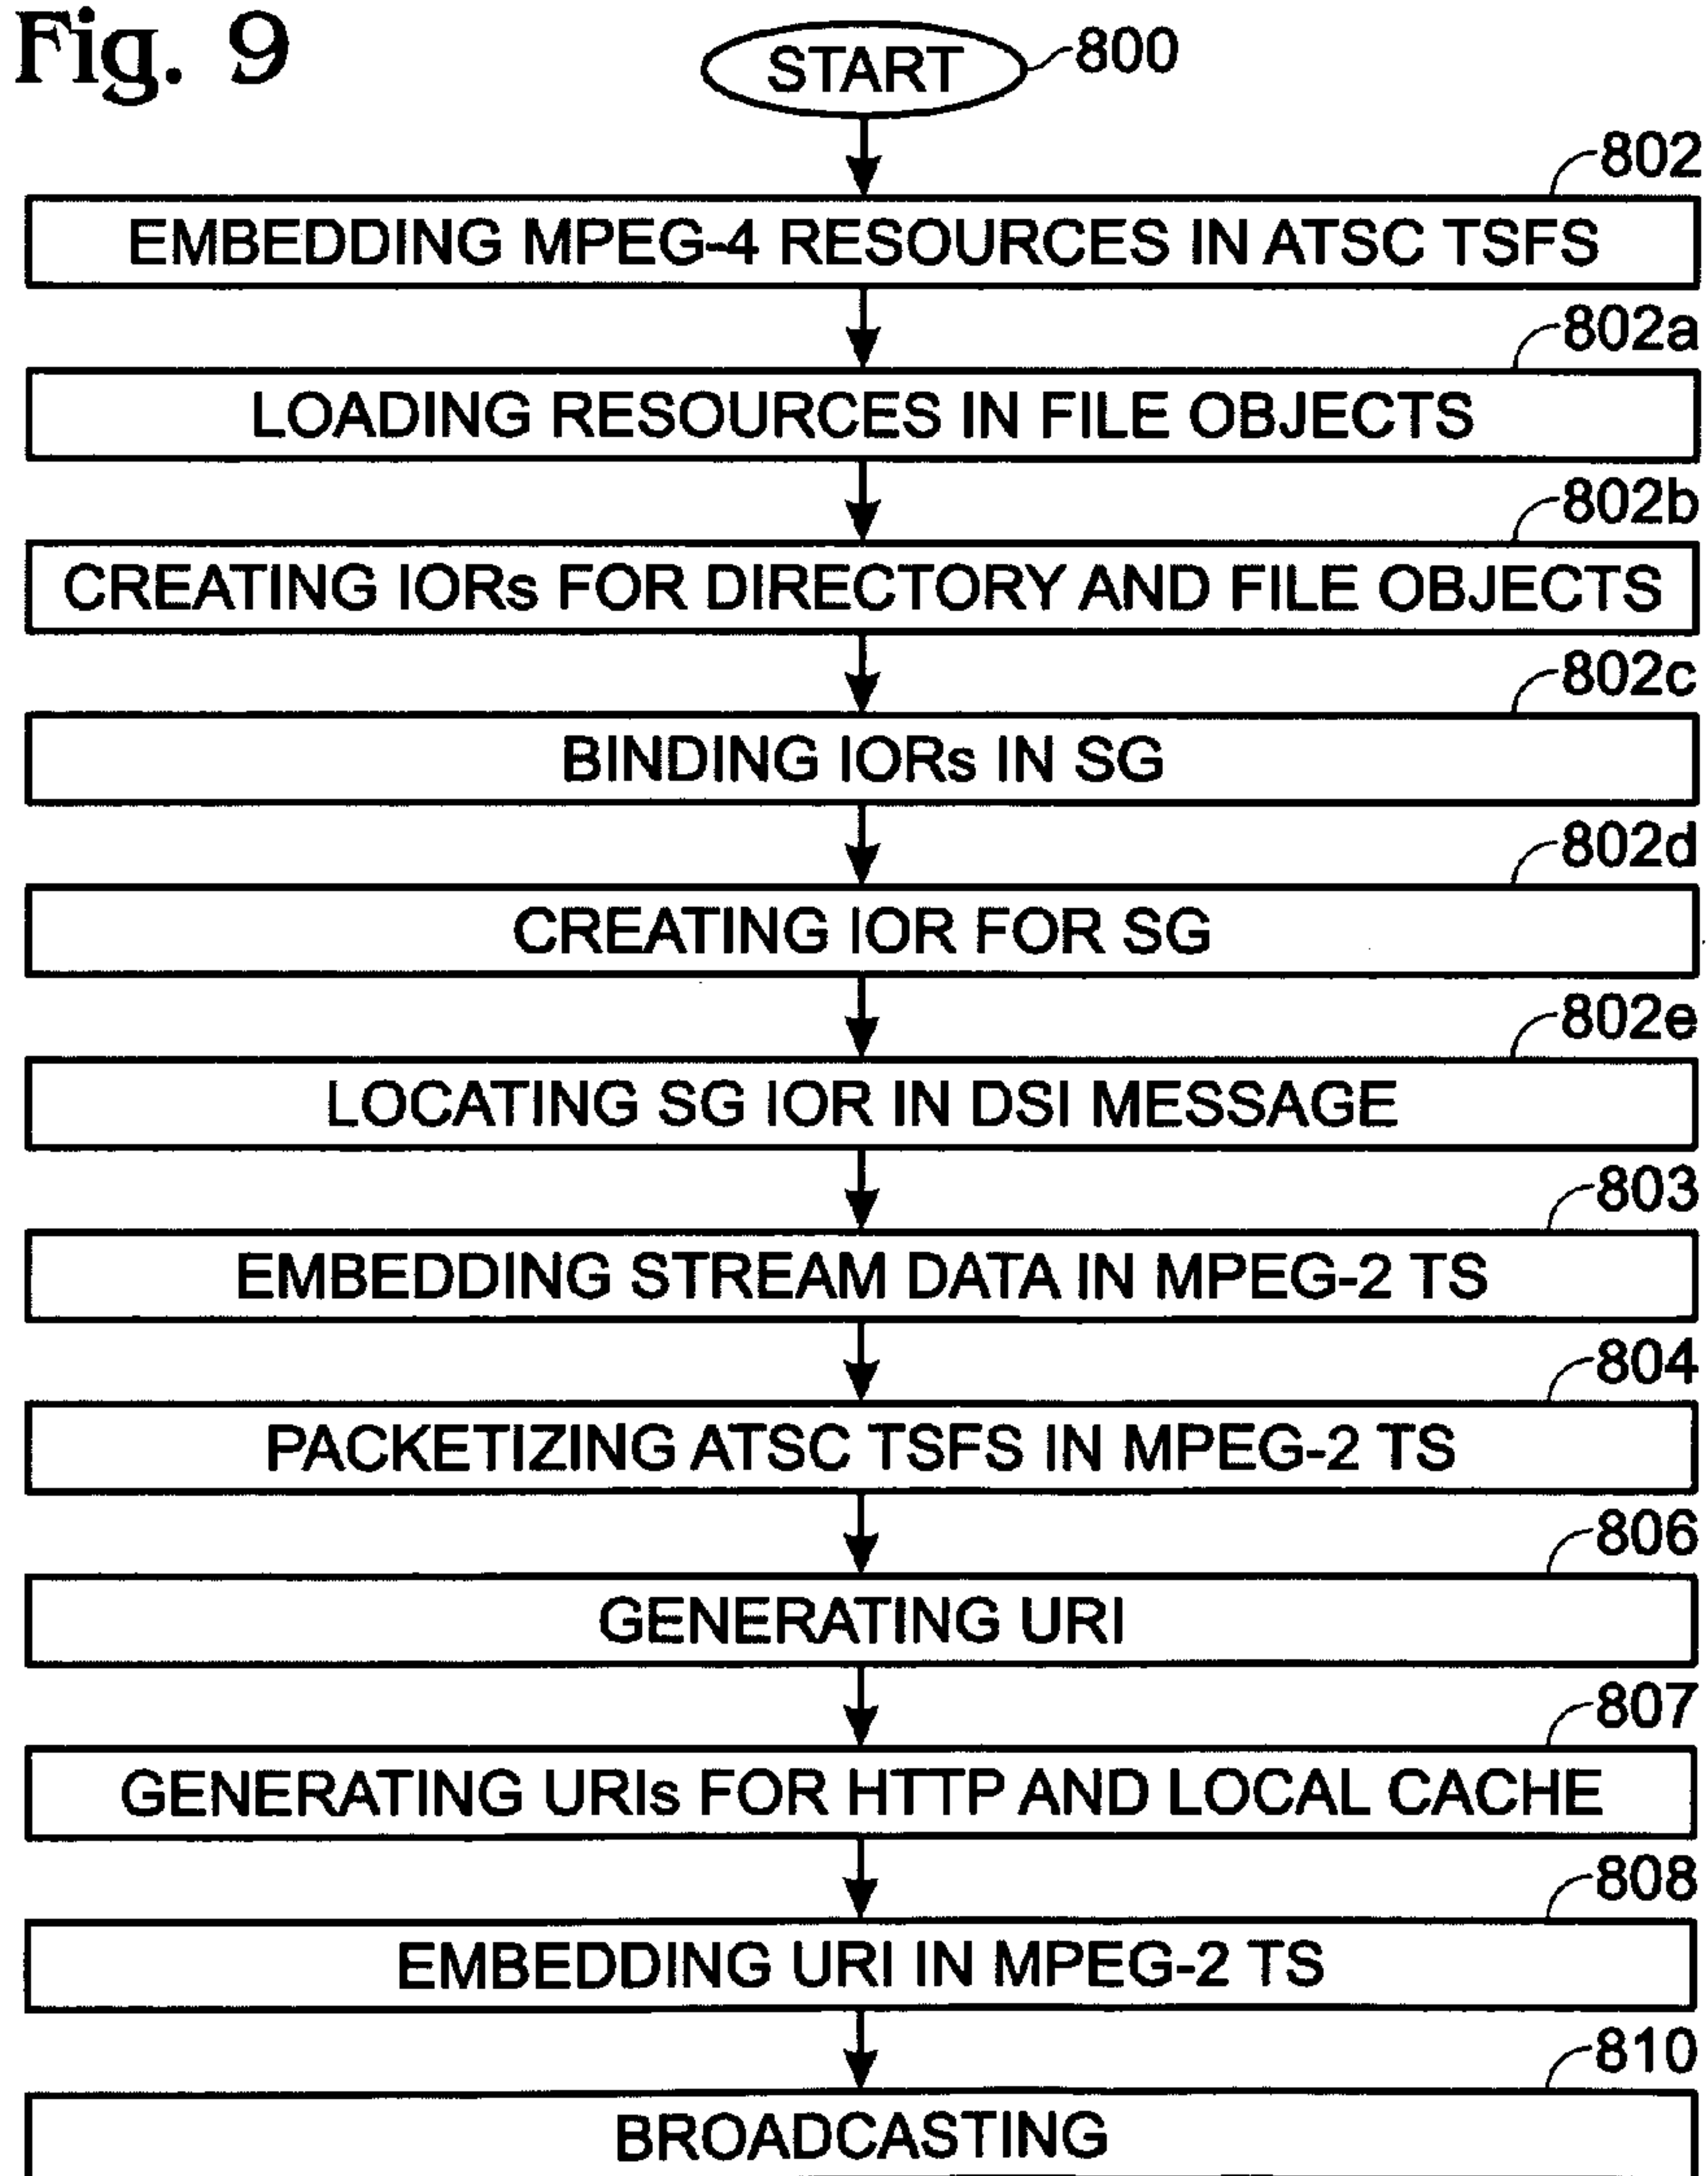 Fig. 9
START
800
802
EMBEDDING MPEG-4 RESOURCES IN ATSC TSFS
802a
LOADING RESOURCES IN FILE OBJECTS
802b
CREATING IORs FOR DIRECTORY AND FILE OBJECTS
802c
BINDING IORs IN SG
802d
CREATING IOR FOR SG
802e
LOCATING SG IOR IN DSI MESSAGE
803
EMBEDDING STREAM DATA IN MPEG-2 TS
804
PACKETIZING ATSC TSFS IN MPEG-2 TS
806
GENERATING URI
807
GENERATING URIs FOR HTTP AND LOCAL CACHE
808
EMBEDDING URI IN MPEG-2 TS
810
BROADCASTING